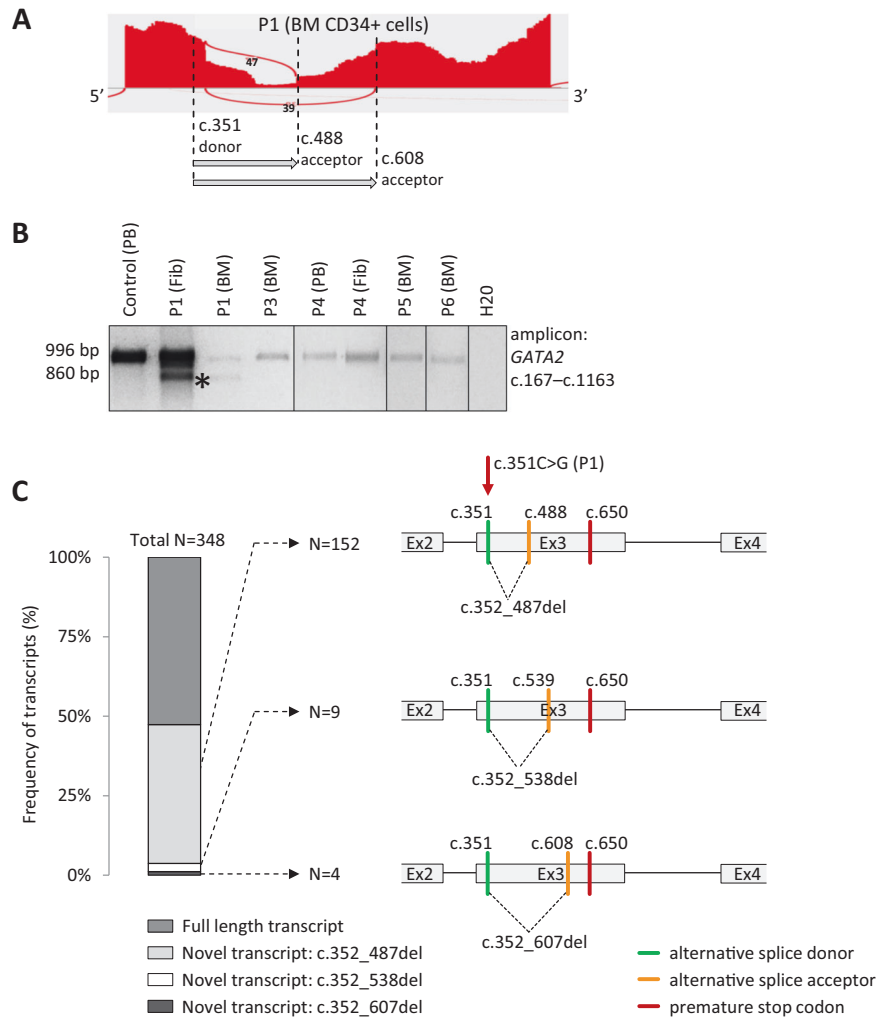 A
P1 (BM CD34+ cells)
47
5’
3’
39
c.351
donor
c.488
acceptor
c.608
acceptor
B
Control (PB)
P1 (Fib)
P1 (BM)
P3 (BM)
P4 (PB)
P4 (Fib)
P5 (BM)
P6 (BM)
H20
996 bp
860 bp
*
amplicon:
GATA2
c.167–c.1163
C
c.351C>G (P1)
Total N=348
Frequency of transcripts (%)
100%
75%
50%
25%
0%
N=152
c.351 c.488 c.650
Ex2 Ex3 Ex4
c.352_487del
N=9
c.351 c.539 c.650
Ex2 Ex3 Ex4
c.352_538del
N=4
c.351 c.608 c.650
Ex2 Ex3 Ex4
c.352_607del
Full length transcript
Novel transcript: c.352_487del
Novel transcript: c.352_538del
Novel transcript: c.352_607del
alternative splice donor
alternative splice acceptor
premature stop codon